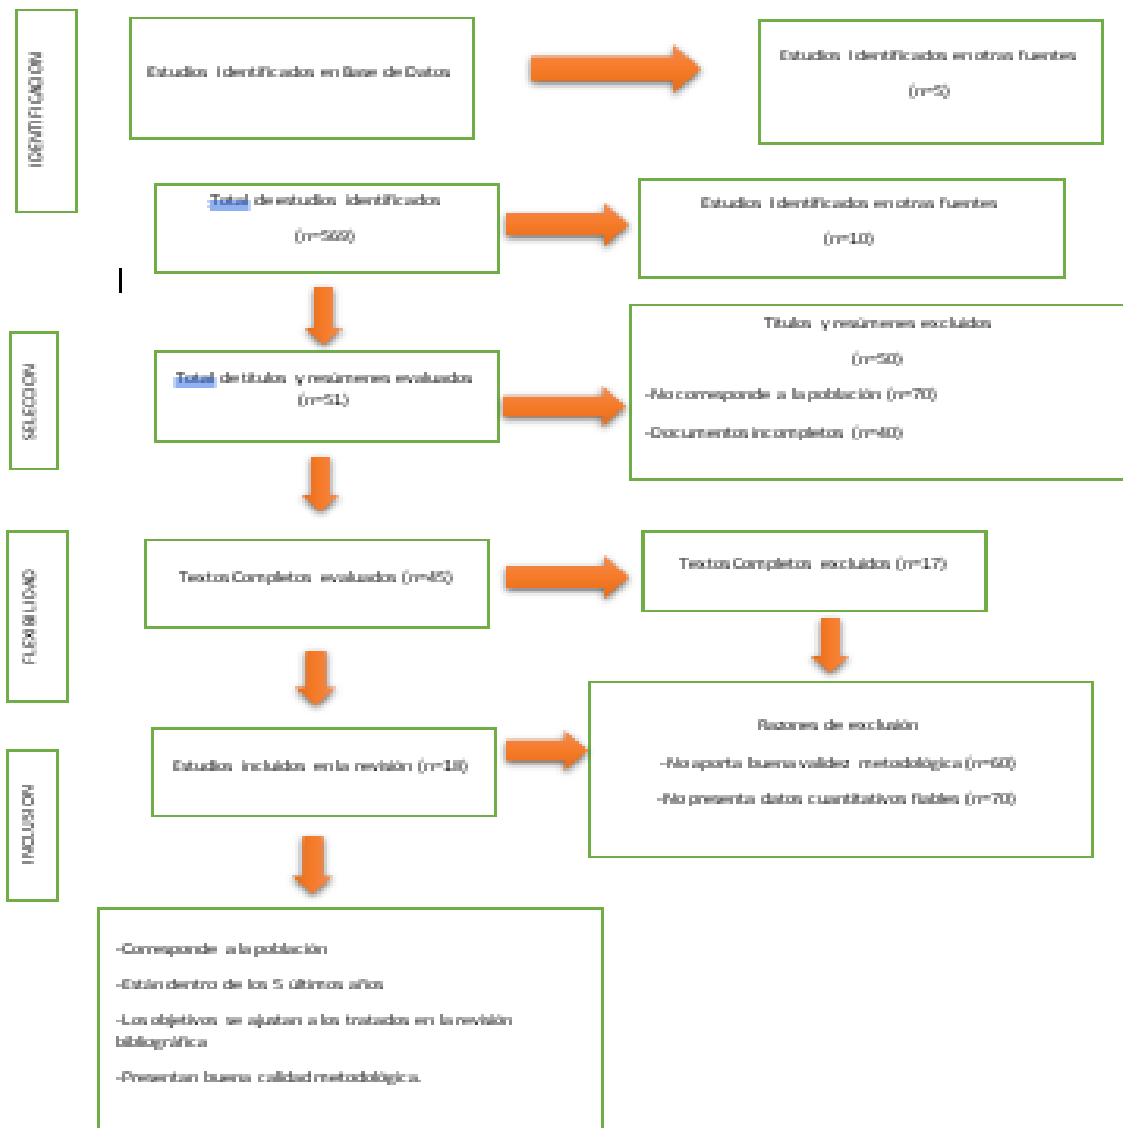 IDENTIFICACION
Estudios Identificados en Base de Datos
Estudios Identificados en otras fuentes
(n=5)
Total de estudios identificados
(n=569)
Estudios Identificados en otras Fuentes
(n=10)
SELECCION
Total de títulos y resúmenes evaluados
(n=51)
Títulos y resúmenes excluidos
(n=50)
-No corresponde a la población (n=70)
-Documentos incompletos (n=40)
FLEXIBILIDAD
Textos Completos evaluados (n=45)
Textos Completos excluidos (n=17)
INCLUSION
Estudios incluidos en la revisión (n=18)
Razones de exclusión
-No aporta buena validez metodológica (n=60)
-No presenta datos cuantitativos fiables (n=70)
-Corresponde a la población
-Están dentro de los 5 últimos años
-Los objetivos se ajustan a los tratados en la revisión
bibliográfica
-Presentan buena calidad metodológica.